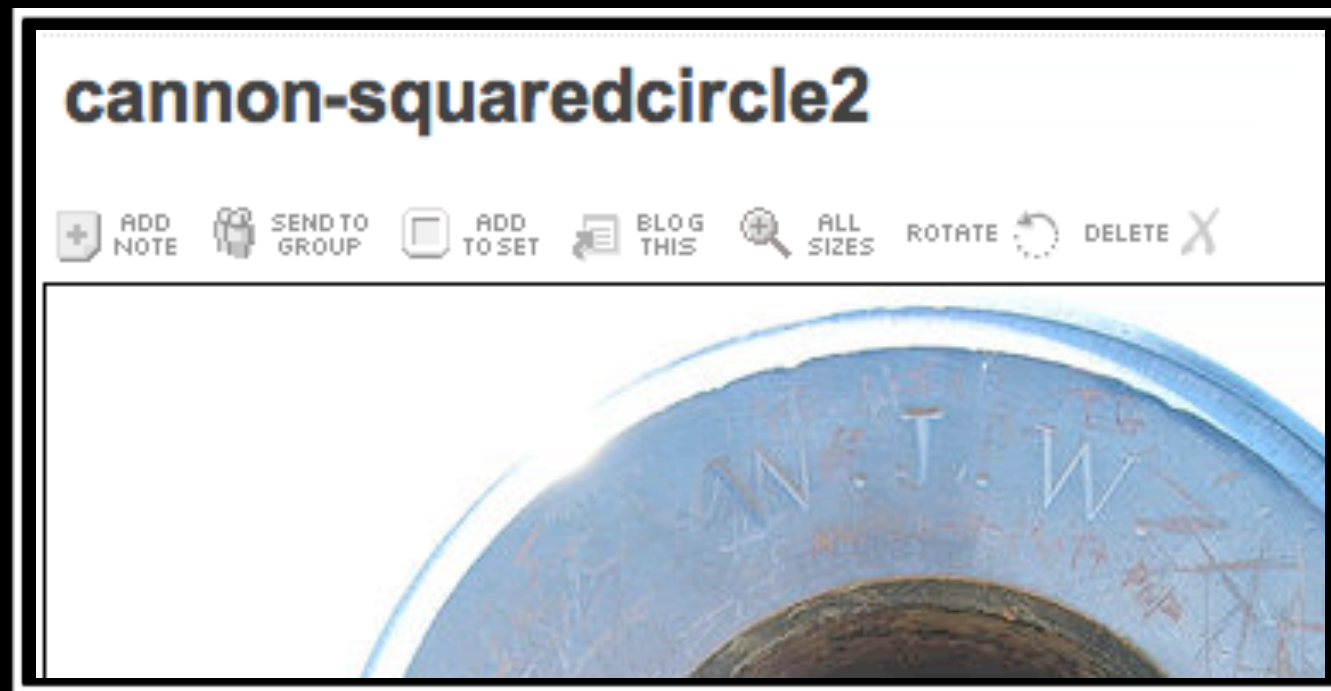 cannon-squaredcircle2
ADD NOTE SEND TO GROUP ADD TO SET BLOG THIS ALL SIZES ROTATE DELETE
W . J . W